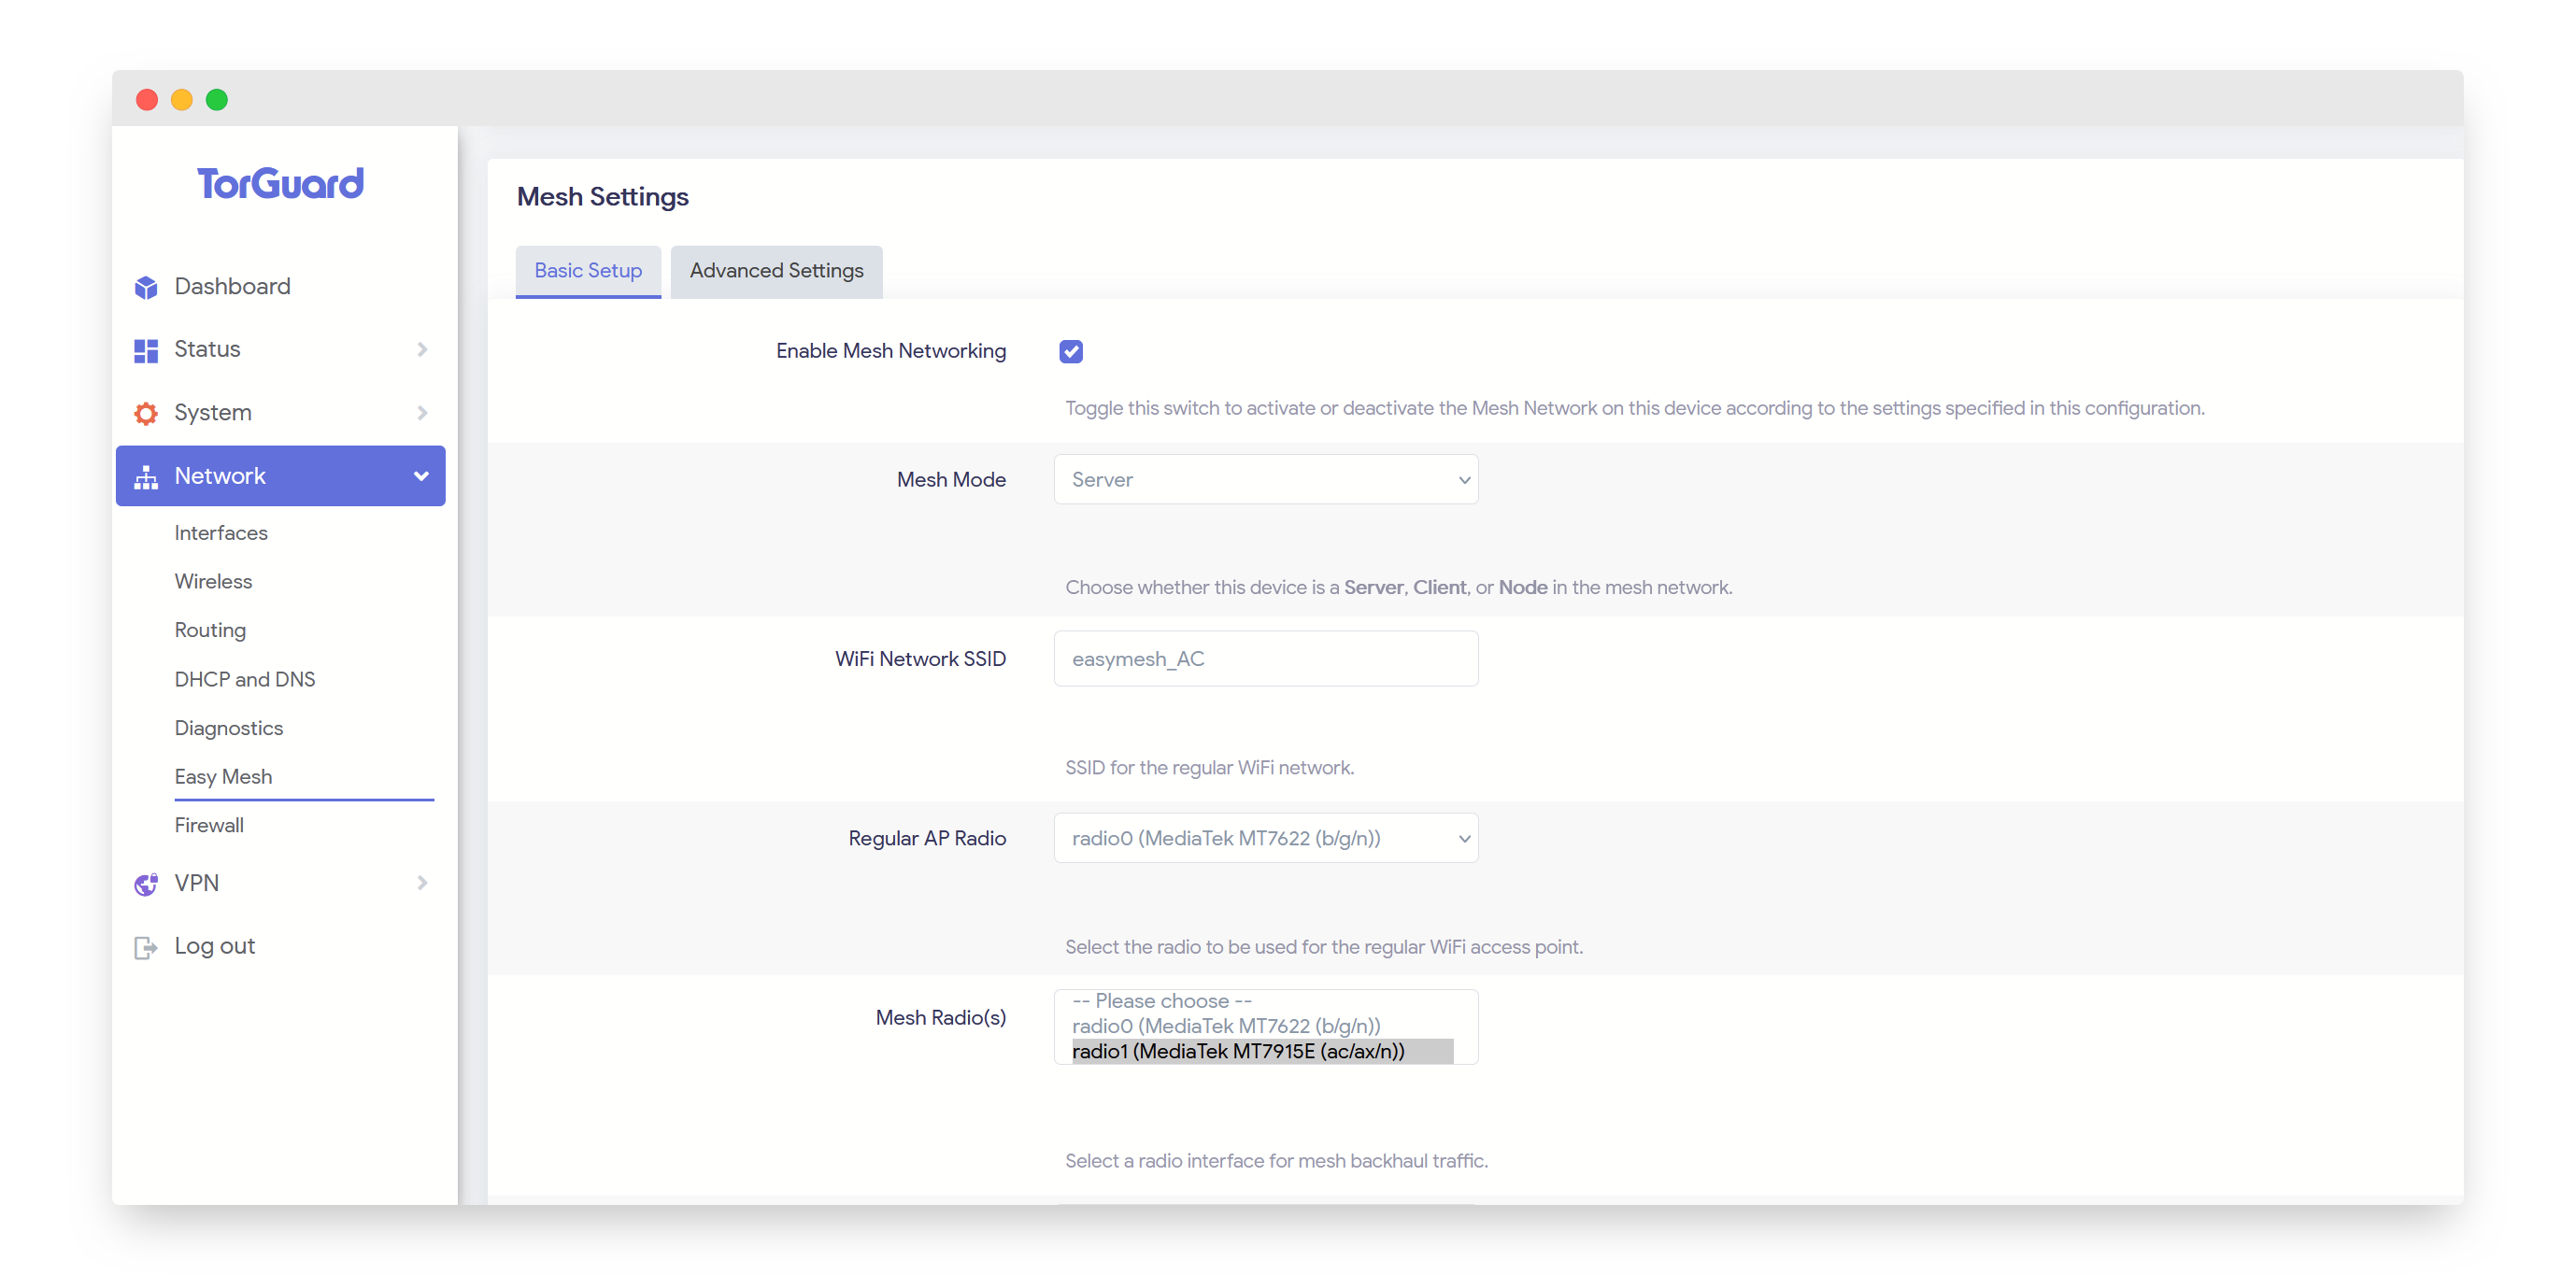 TorGuard
Dashboard
Status
System
Network
Interfaces
Wireless
Routing
DHCP and DNS
Diagnostics
Easy Mesh
Firewall
VPN
Log out
Mesh Settings
Basic Setup
Advanced Settings
Enable Mesh Networking
Toggle this switch to activate or deactivate the Mesh Network on this device according to the settings specified in this configuration.
Mesh Mode
Server
Choose whether this device is a Server, Client, or Node in the mesh network.
WiFi Network SSID
easymesh_AC
SSID for the regular WiFi network.
Regular AP Radio
radio0 (MediaTek MT7622 (b/g/n))
Select the radio to be used for the regular WiFi access point.
Mesh Radio(s)
-- Please choose --
radio0 (MediaTek MT7622 (b/g/n))
radio1 (MediaTek MT7915E (ac/ax/n))
Select a radio interface for mesh backhaul traffic.